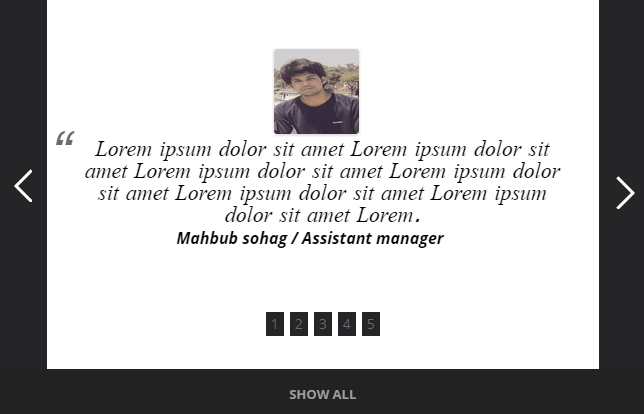 “
Lorem ipsum dolor sit amet Lorem ipsum dolor sit
amet Lorem ipsum dolor sit amet Lorem ipsum dolor
sit amet Lorem ipsum dolor sit amet Lorem ipsum
dolor sit amet Lorem.
Mahbub sohag / Assistant manager
1 2 3 4 5
SHOW ALL